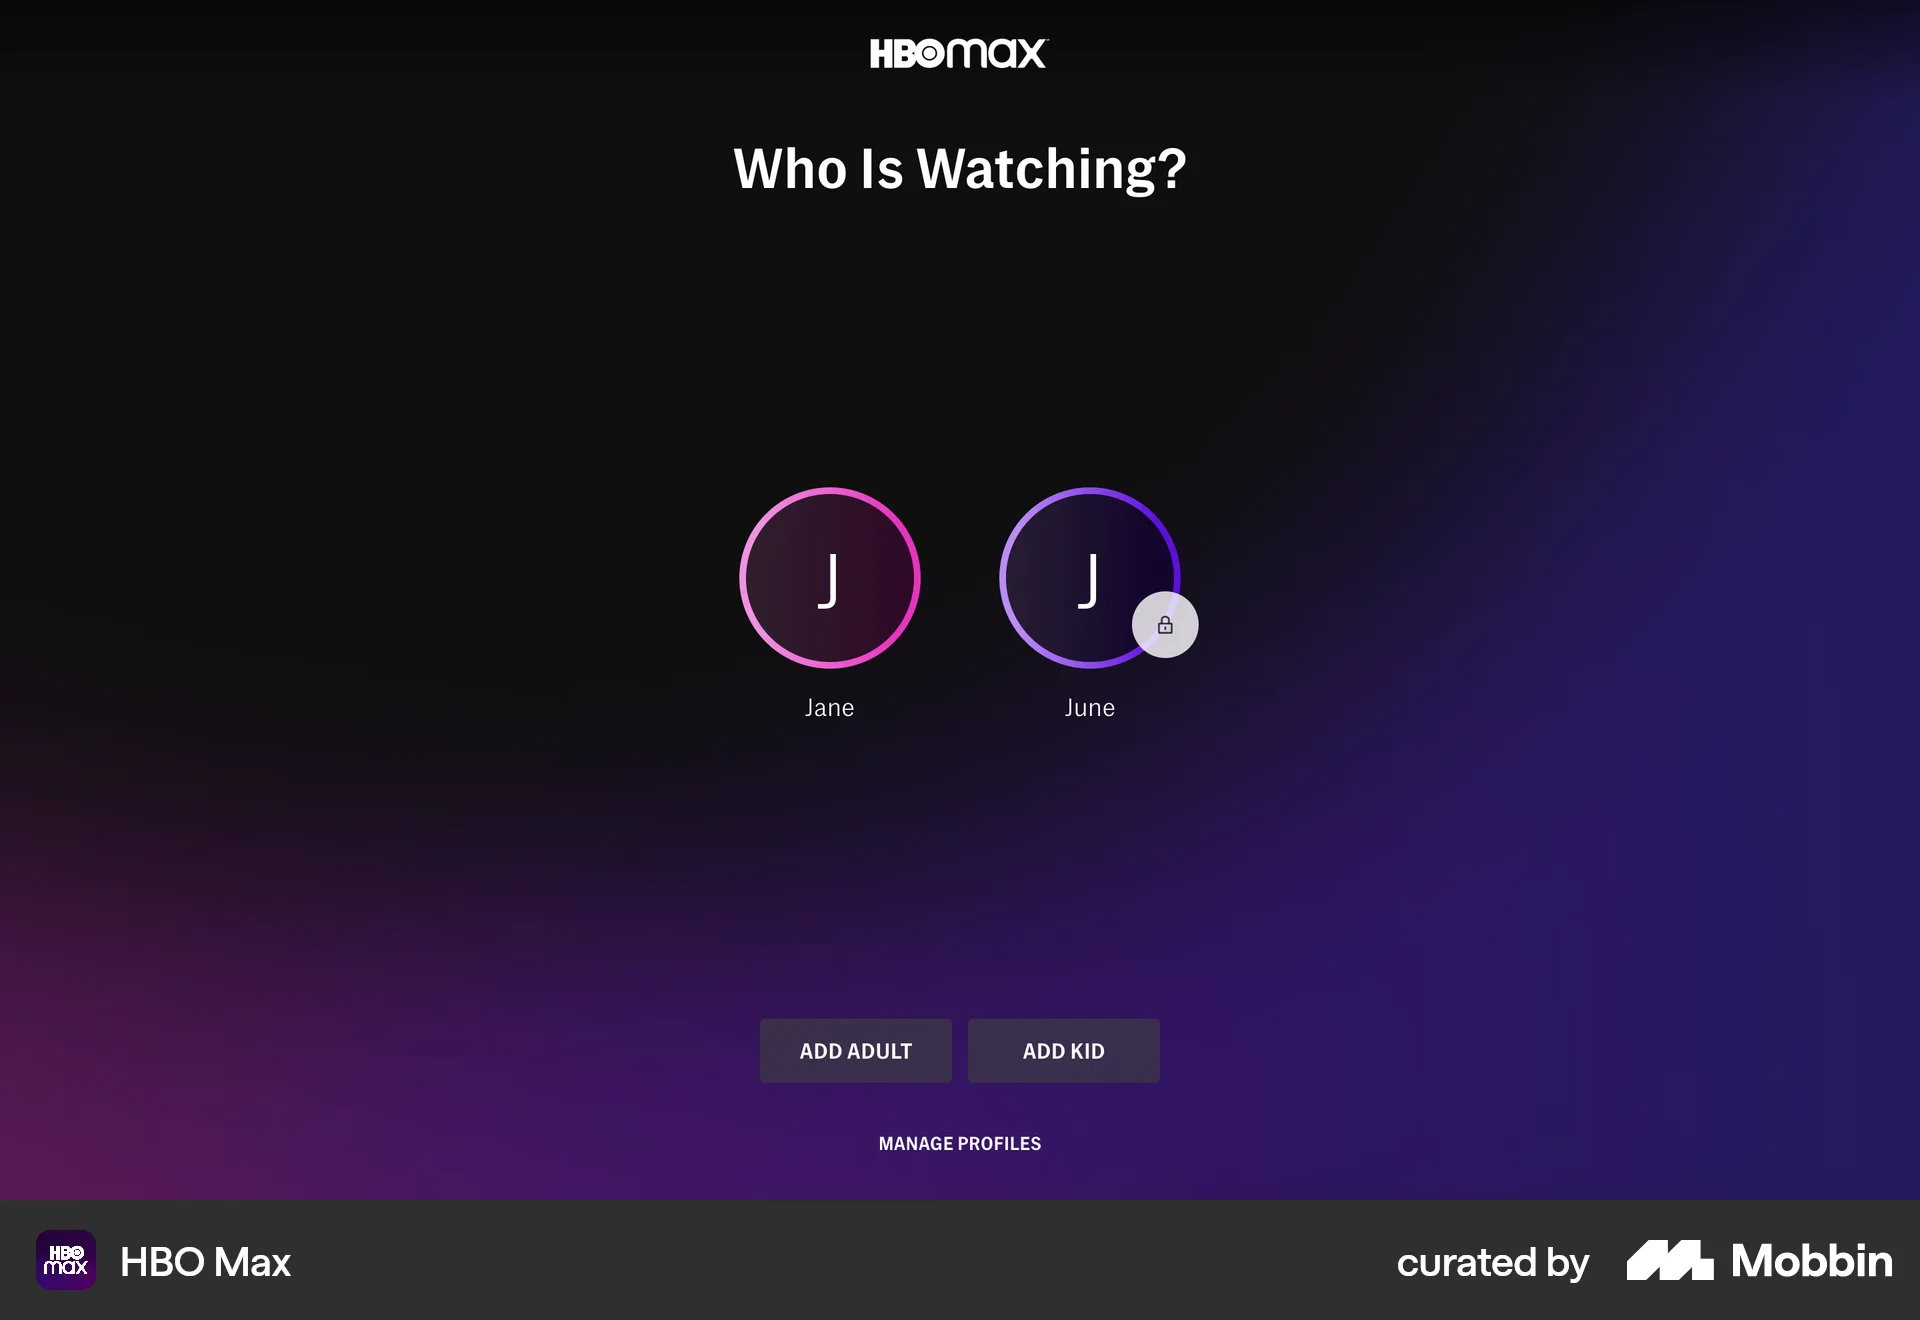 HBOmax
Who Is Watching?
J
J
Jane
June
ADD ADULT
ADD KID
MANAGE PROFILES
HBO
max
HBO Max
curated by
Mobbin